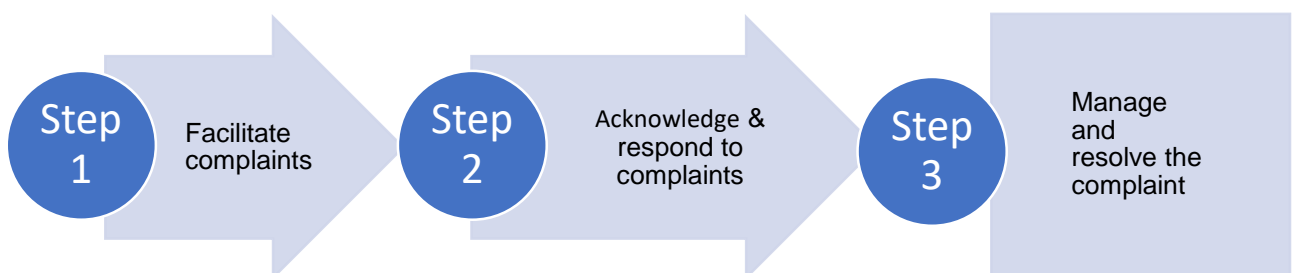 Step
1
Facilitate
complaints
Step
2
Acknowledge &
respond to
complaints
Step
3
Manage
and
resolve the
complaint